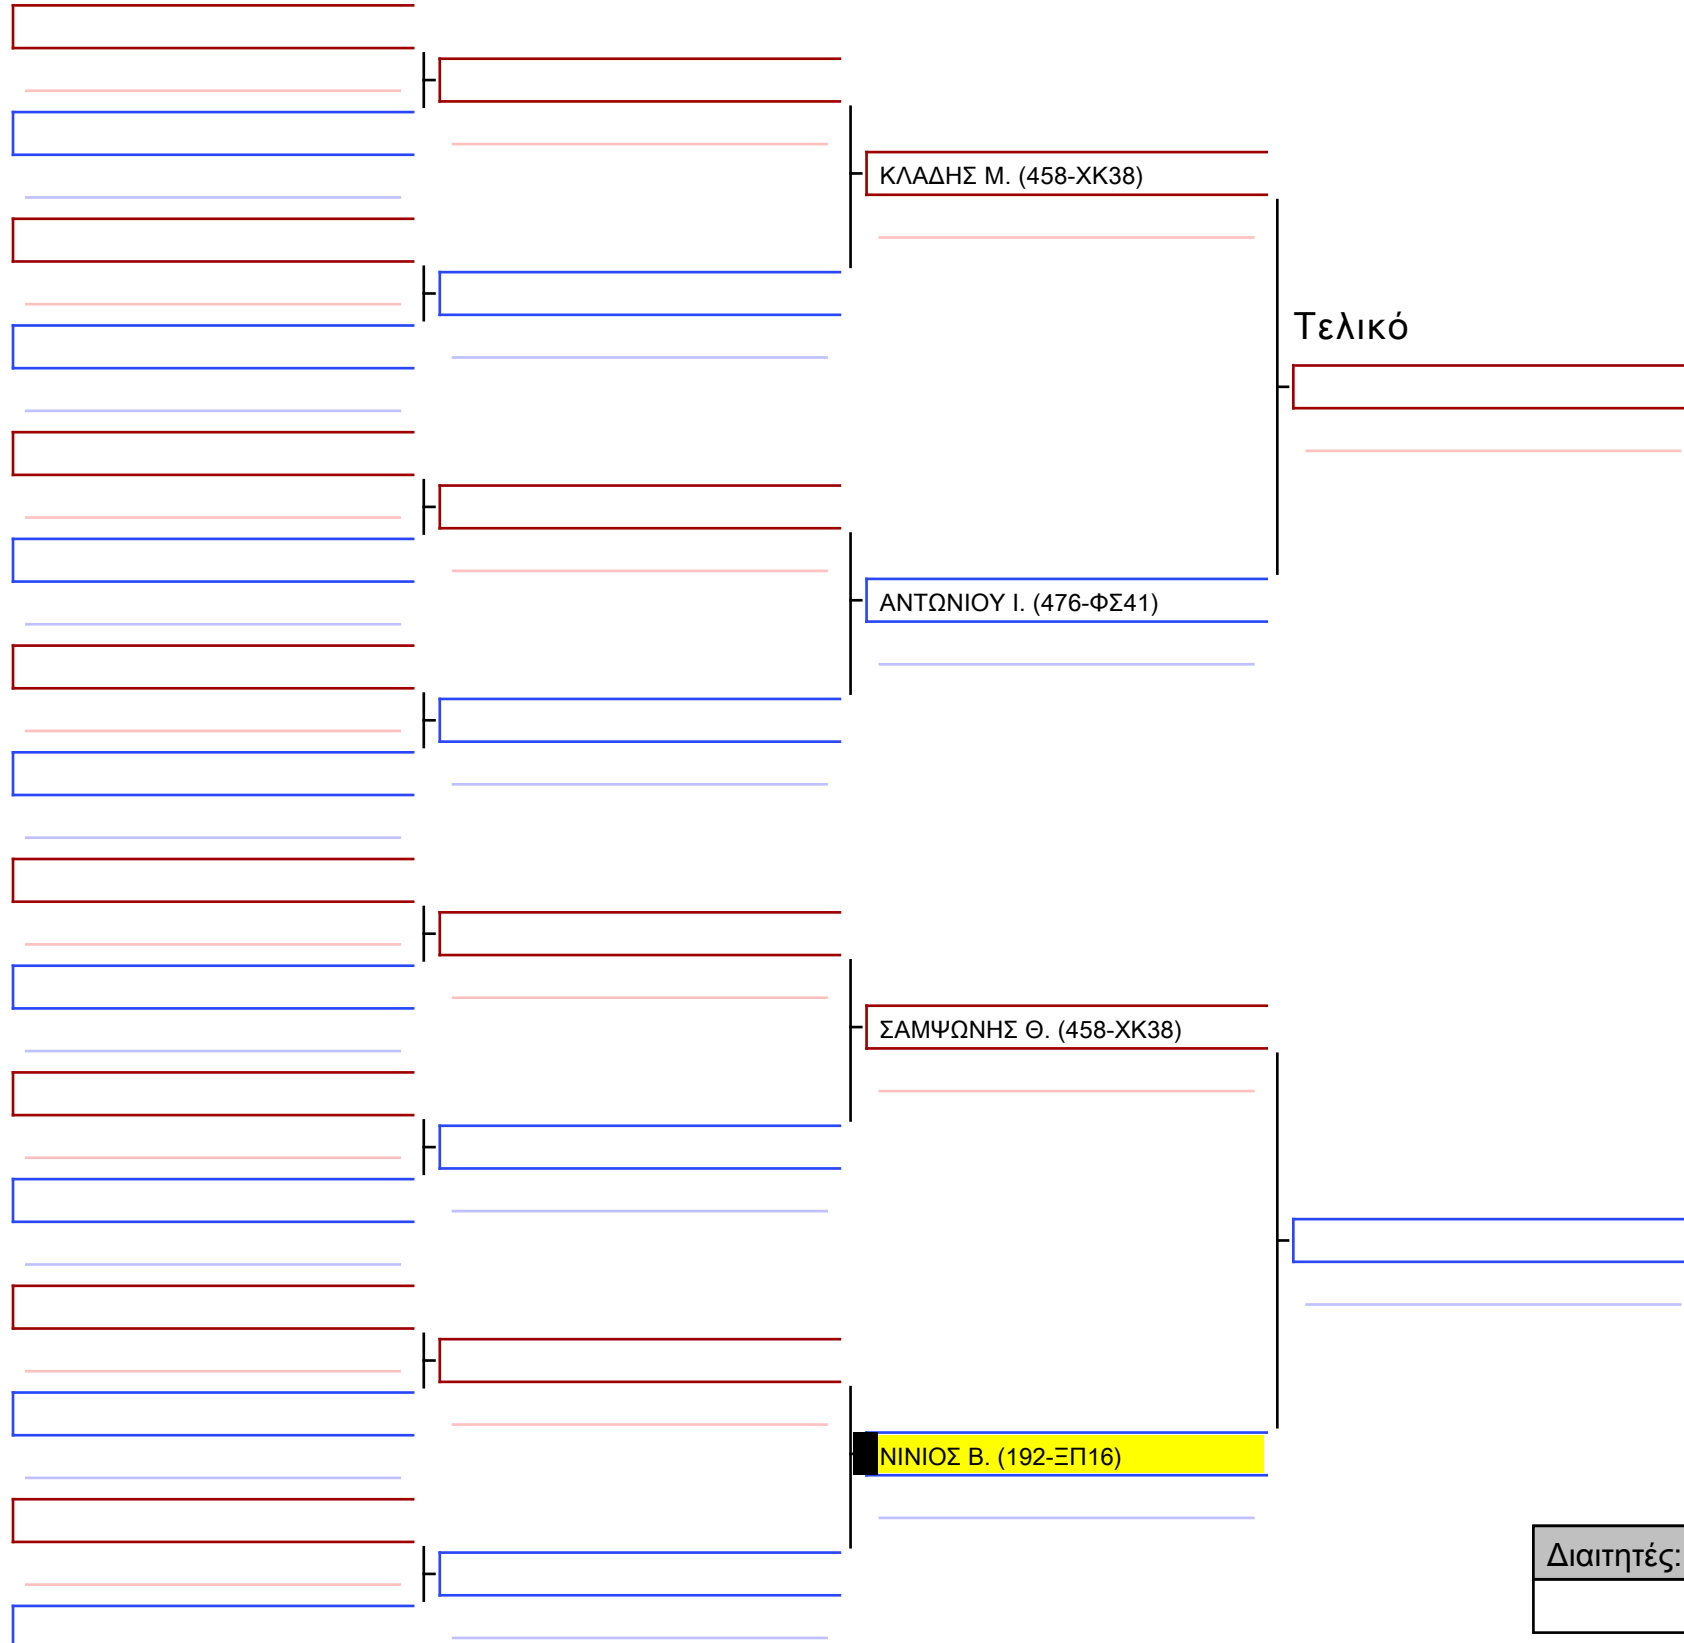 ΚΛΑΔΗΣ Μ. (458-ΧΚ38)
Τελικό
ΑΝΤΩΝΙΟΥ Ι. (476-ΦΣ41)
ΣΑΜΨΩΝΗΣ Θ. (458-ΧΚ38)
ΝΙΝΙΟΣ Β. (192-ΞΠ16)
Διαιτητές: